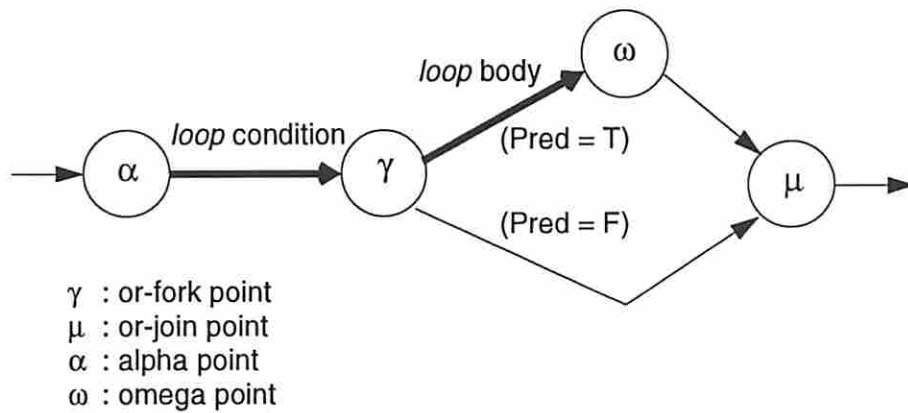 ω
loop body
loop condition
(Pred = T)
α
γ
μ
(Pred = F)
γ : or-fork point
μ : or-join point
α : alpha point
ω : omega point